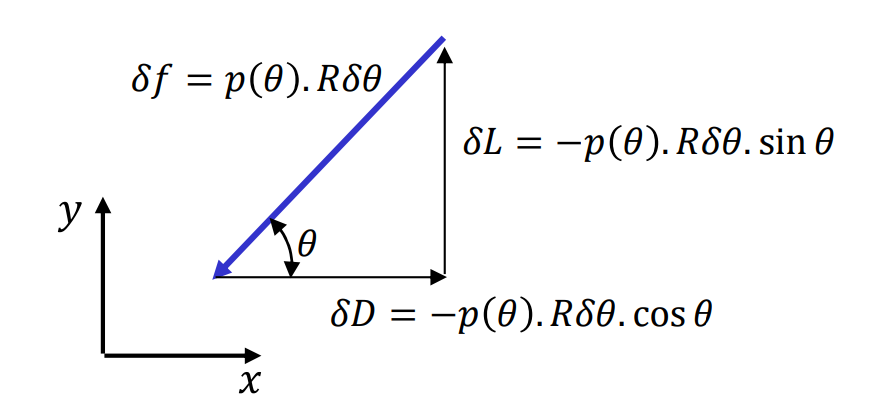 δf = p(θ). Rδθ
δL = −p(θ). Rδθ. sin θ
y
θ
δD = −p(θ). Rδθ. cos θ
x